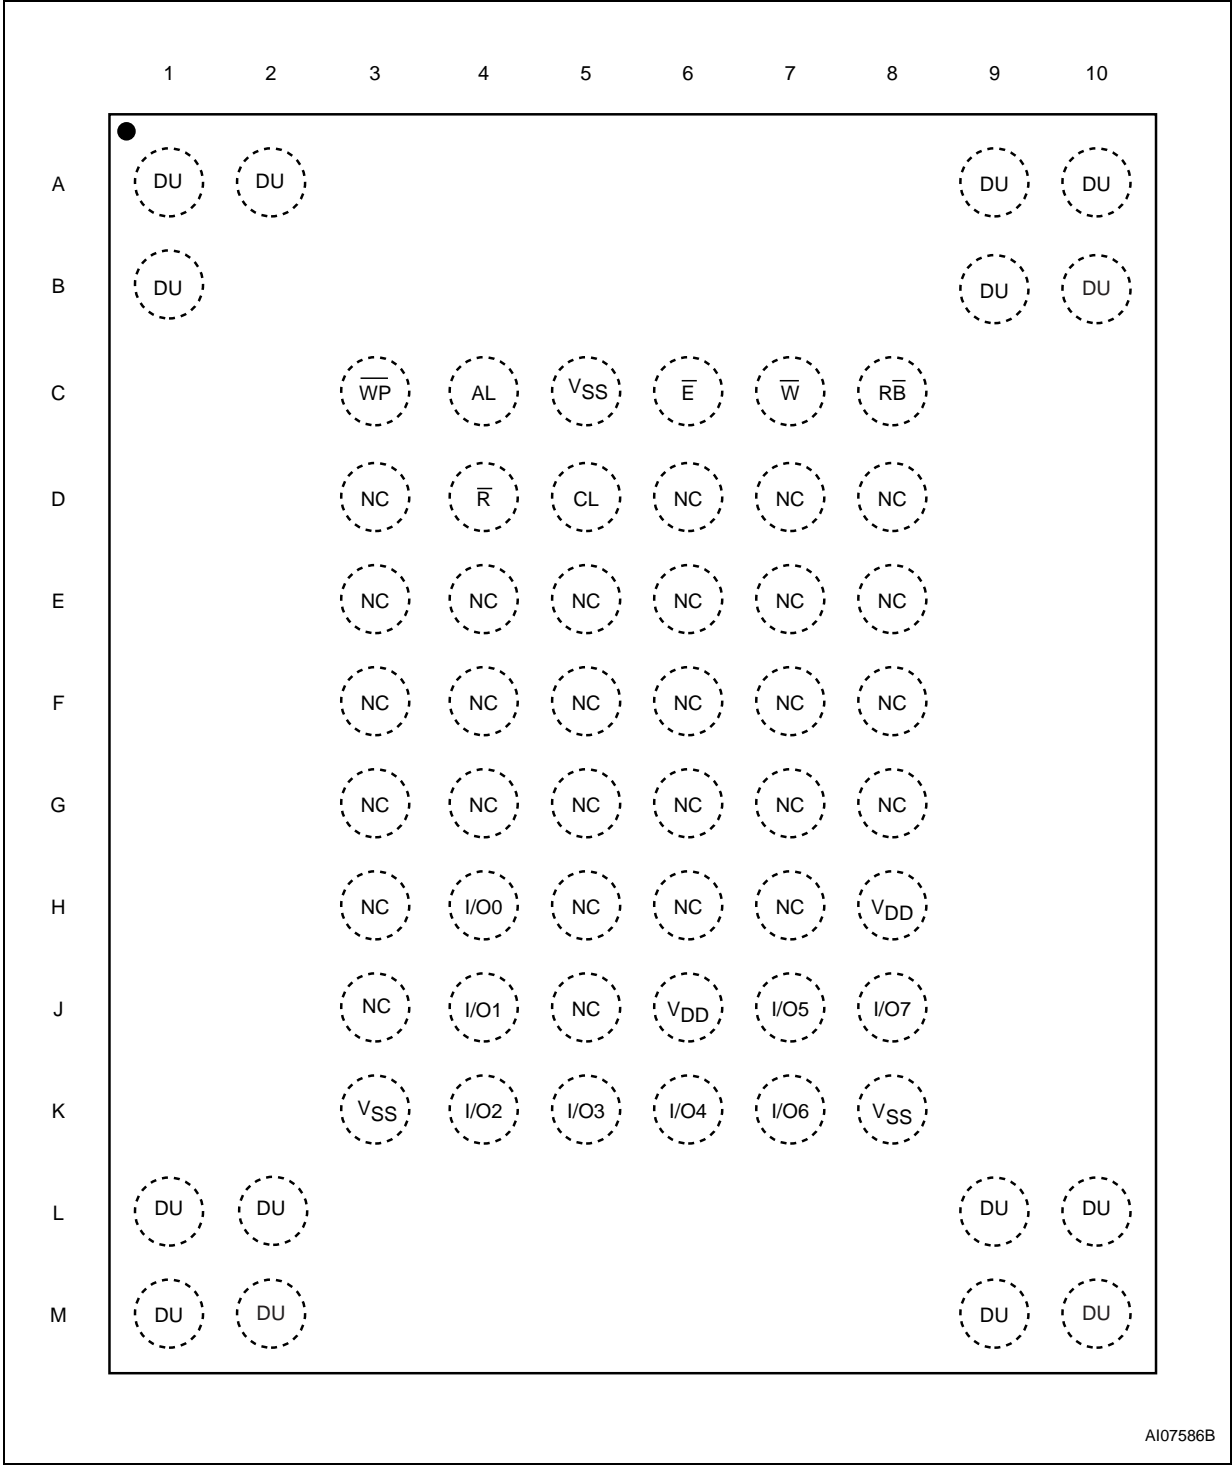 1 2 3 4 5 6 7 8 9 10
A DU DU DU DU
B DU DU DU
C W̅P̅ AL VSS E̅ W̅ RB̅
D NC R̅ CL NC NC NC
E NC NC NC NC NC NC
F NC NC NC NC NC NC
G NC NC NC NC NC NC
H NC I/O0 NC NC NC VDD
J NC I/O1 NC VDD I/O5 I/O7
K VSS I/O2 I/O3 I/O4 I/O6 VSS
L DU DU DU DU
M DU DU DU DU
AI07586B